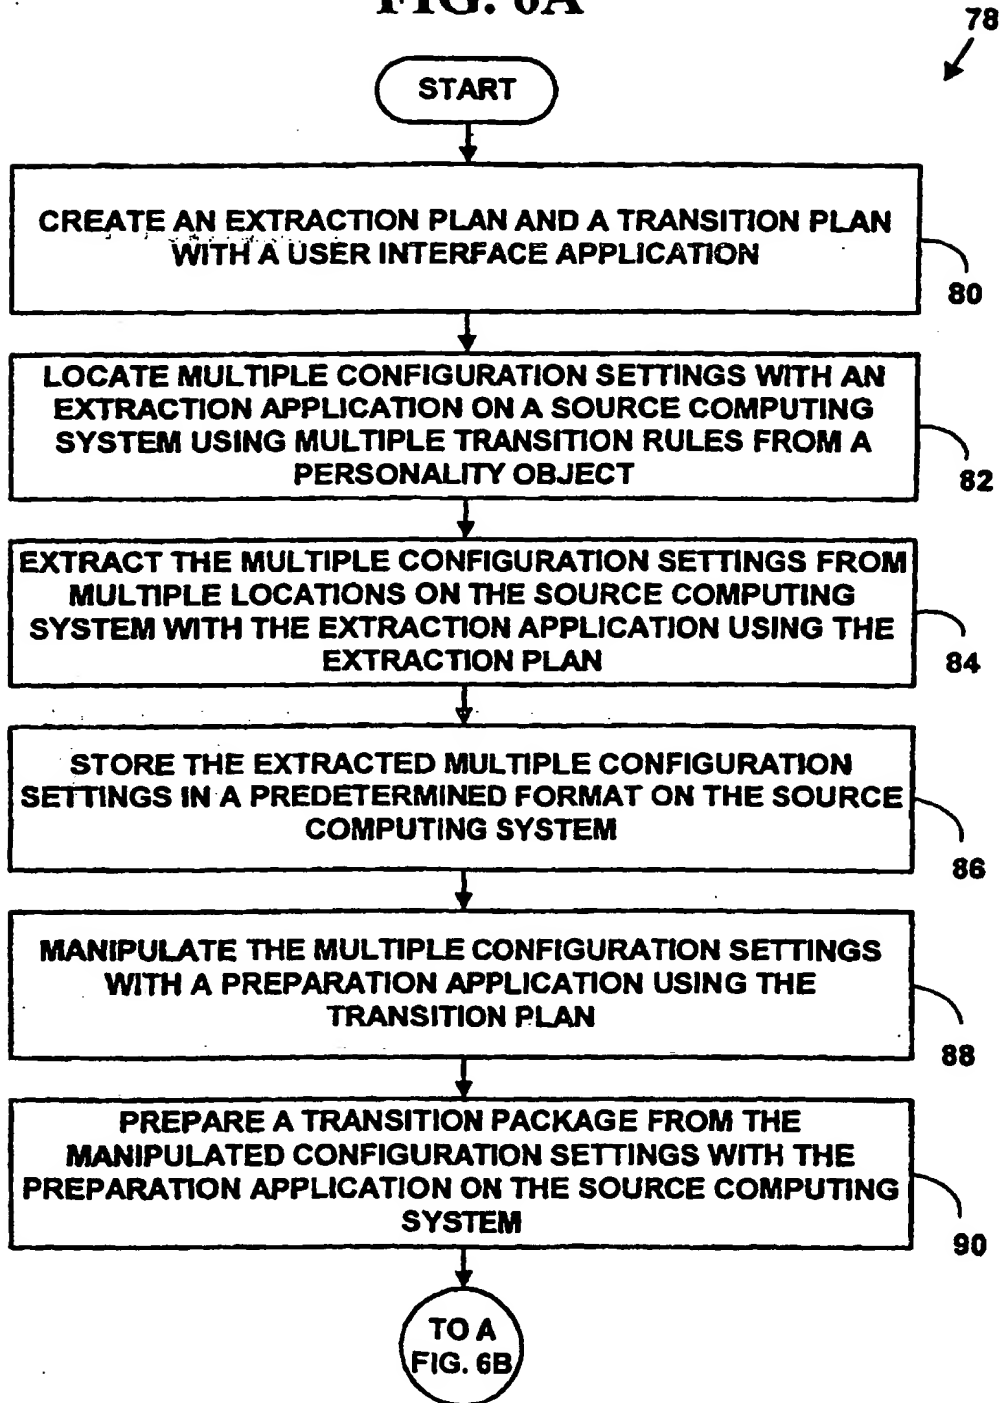 FIG. 6A
78
START
CREATE AN EXTRACTION PLAN AND A TRANSITION PLAN
WITH A USER INTERFACE APPLICATION
80
LOCATE MULTIPLE CONFIGURATION SETTINGS WITH AN
EXTRACTION APPLICATION ON A SOURCE COMPUTING
SYSTEM USING MULTIPLE TRANSITION RULES FROM A
PERSONALITY OBJECT
82
EXTRACT THE MULTIPLE CONFIGURATION SETTINGS FROM
MULTIPLE LOCATIONS ON THE SOURCE COMPUTING
SYSTEM WITH THE EXTRACTION APPLICATION USING THE
EXTRACTION PLAN
84
STORE THE EXTRACTED MULTIPLE CONFIGURATION
SETTINGS IN A PREDETERMINED FORMAT ON THE SOURCE
COMPUTING SYSTEM
86
MANIPULATE THE MULTIPLE CONFIGURATION SETTINGS
WITH A PREPARATION APPLICATION USING THE
TRANSITION PLAN
88
PREPARE A TRANSITION PACKAGE FROM THE
MANIPULATED CONFIGURATION SETTINGS WITH THE
PREPARATION APPLICATION ON THE SOURCE COMPUTING
SYSTEM
90
TO A
FIG. 6B